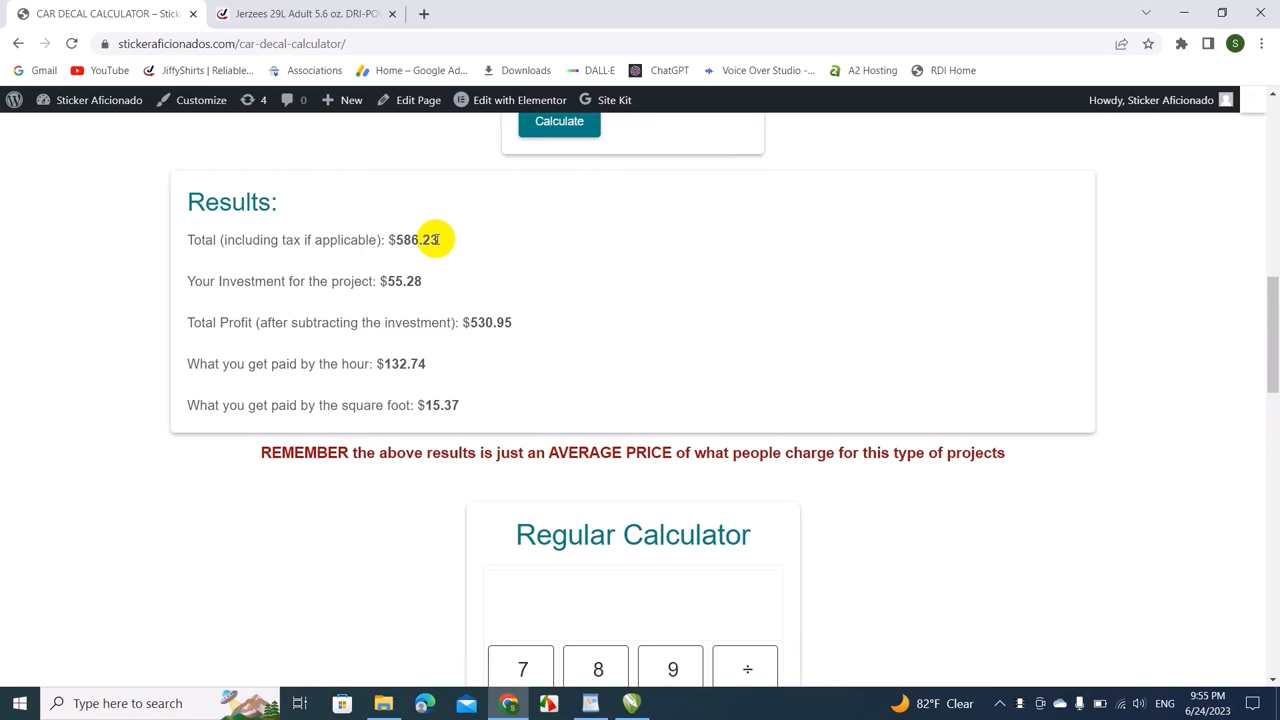 CAR DECAL CALCULATOR – Stick
Jerzees 29L Adult 5.6 oz. DRI-POW
stickeraficionados.com/car-decal-calculator/
S
Gmail
YouTube
JiffyShirts | Reliable...
Associations
Home – Google Ad...
Downloads
DALL·E
ChatGPT
Voice Over Studio -...
A2 Hosting
RDI Home
Sticker Aficionado
Customize
4
0
New
Edit Page
Edit with Elementor
Site Kit
Howdy, Sticker Aficionado
Calculate
Results:
Total (including tax if applicable): $586.23
Your Investment for the project: $55.28
Total Profit (after subtracting the investment): $530.95
What you get paid by the hour: $132.74
What you get paid by the square foot: $15.37
REMEMBER the above results is just an AVERAGE PRICE of what people charge for this type of projects
Regular Calculator
7
8
9
÷
Type here to search
82°F Clear
9:55 PM
6/24/2023